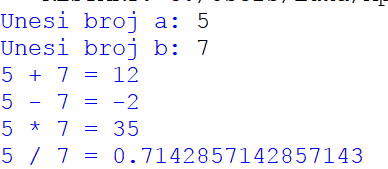 Unesi broj a: 5
Unesi broj b: 7
5 + 7 = 12
5 - 7 = -2
5 * 7 = 35
5 / 7 = 0.7142857142857143